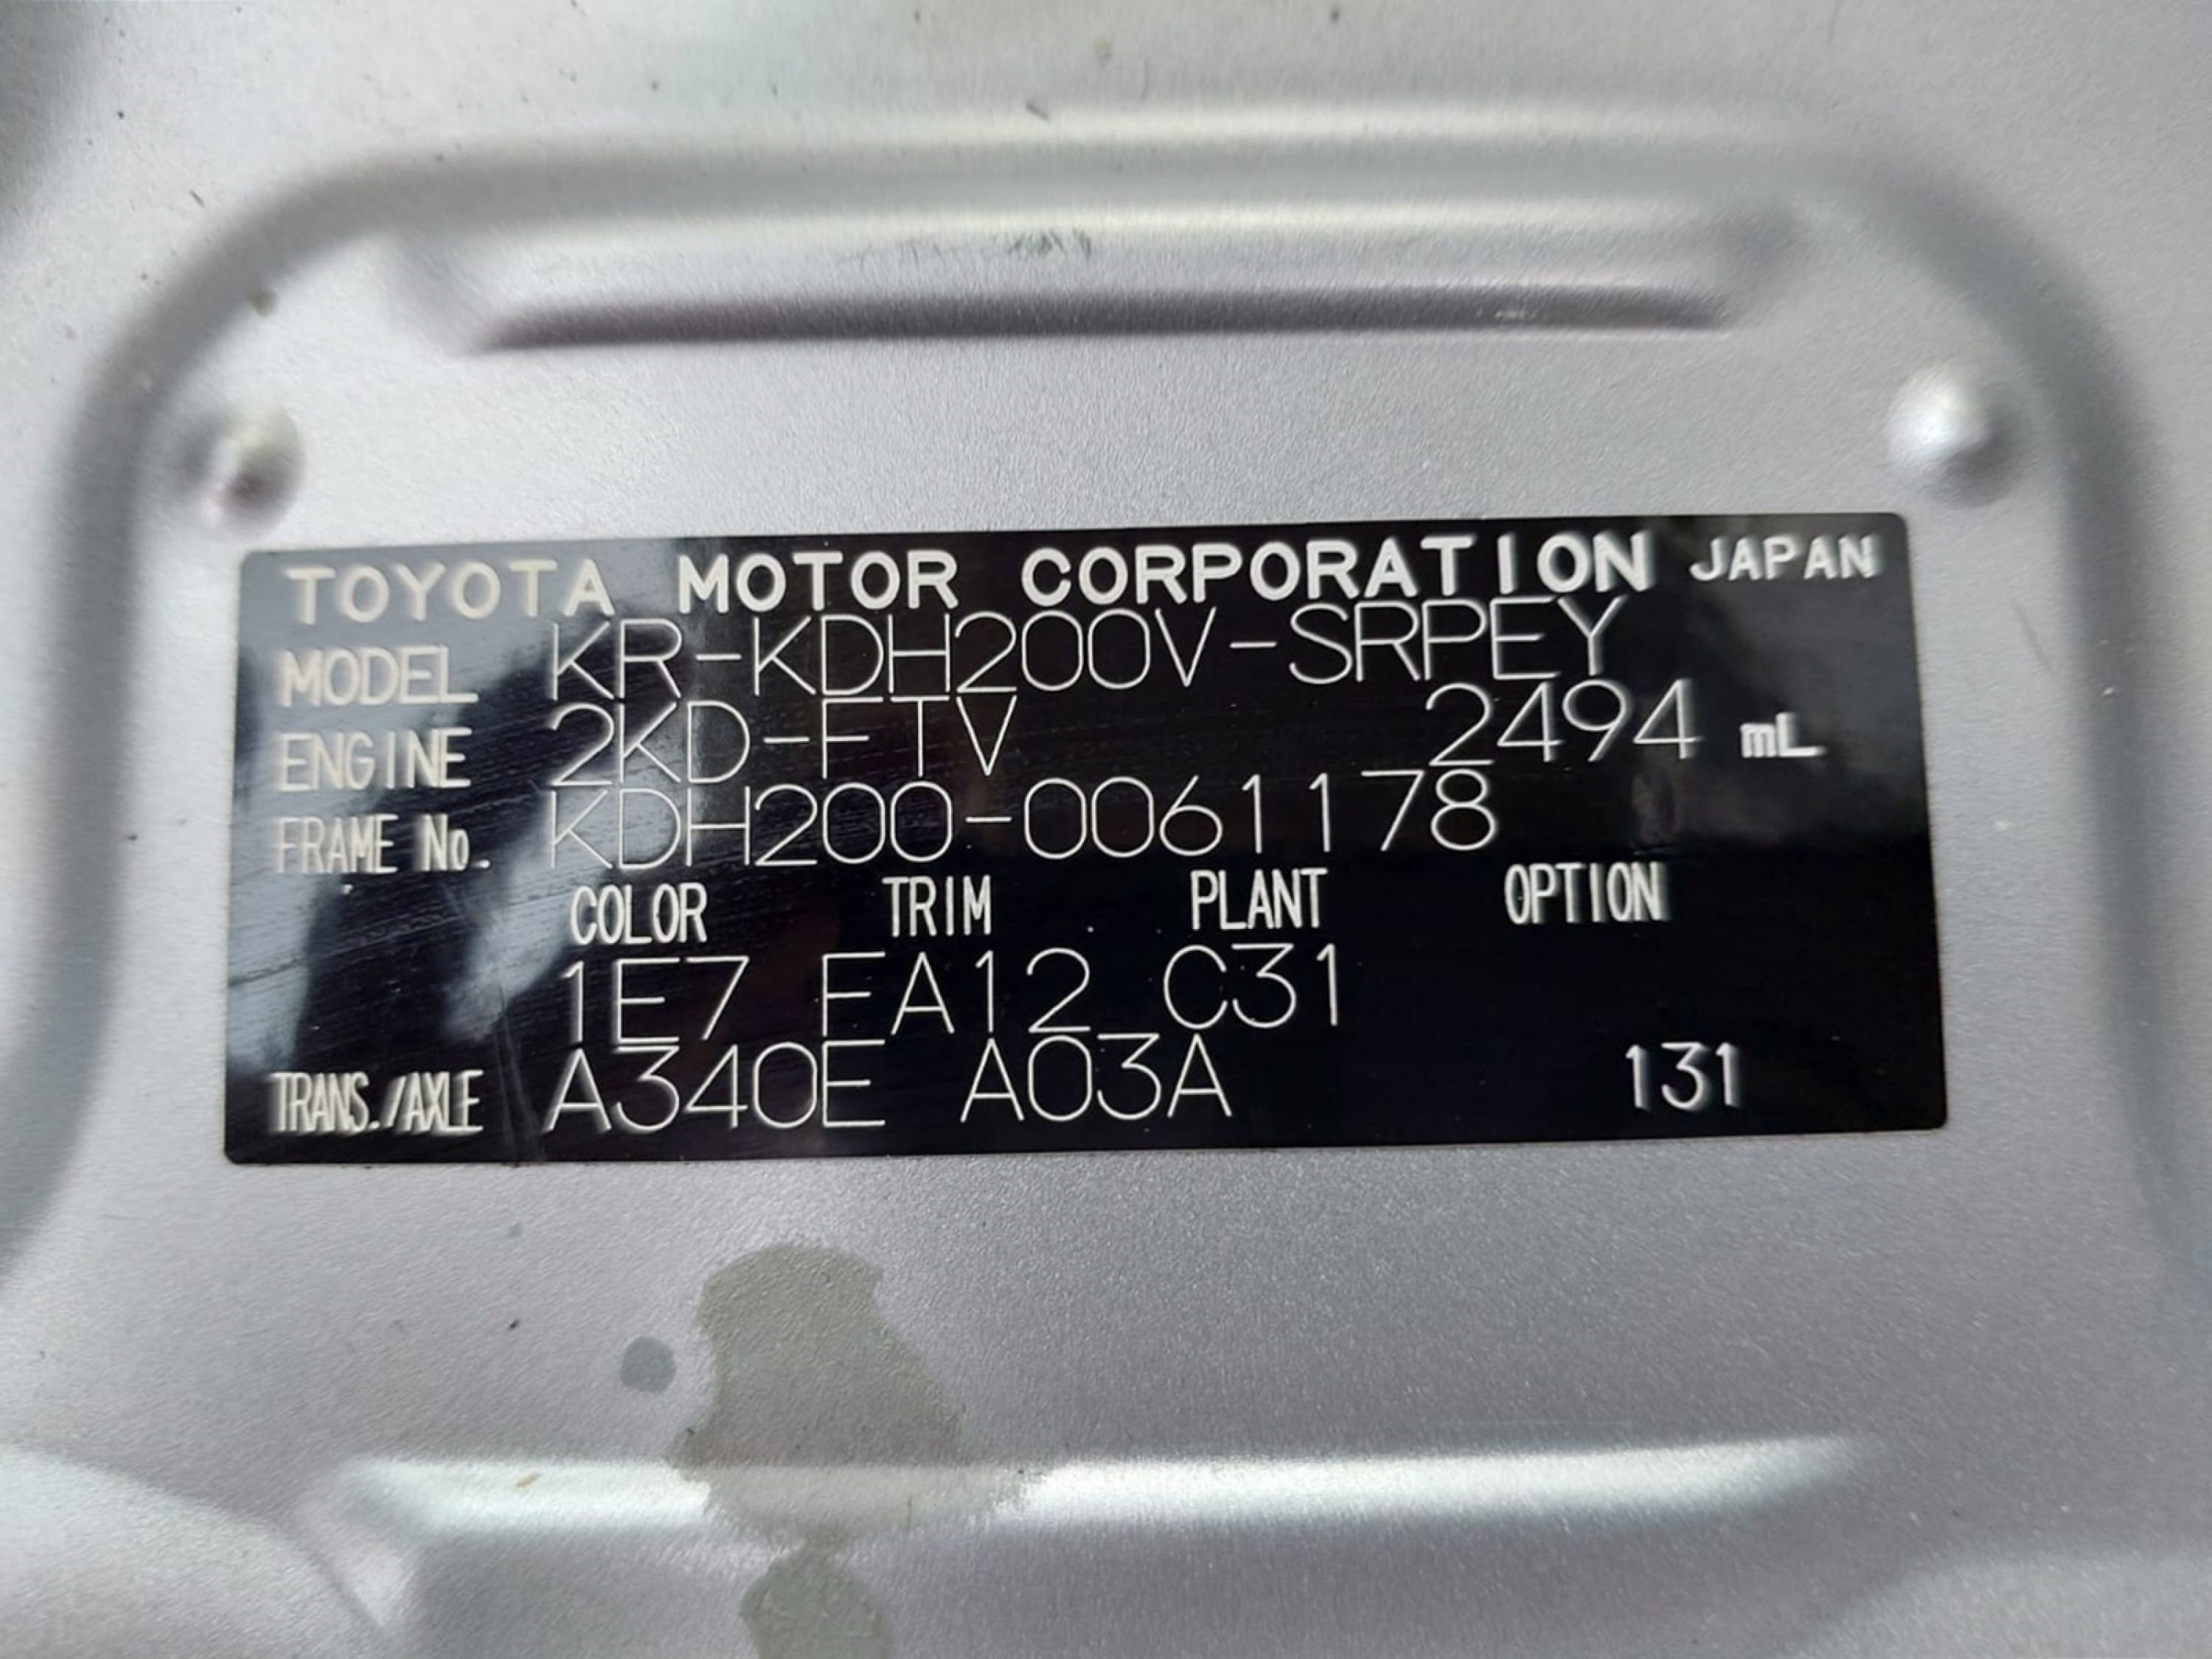 TOYOTA MOTOR CORPORATION JAPAN
MODEL KR-KDH200V-SRPEY
ENGINE 2KD-FTV 2494 mL
FRAME No. KDH200-0061178
COLOR TRIM PLANT OPTION
1E7 FA12 C31
TRANS./AXLE A340E A03A 131